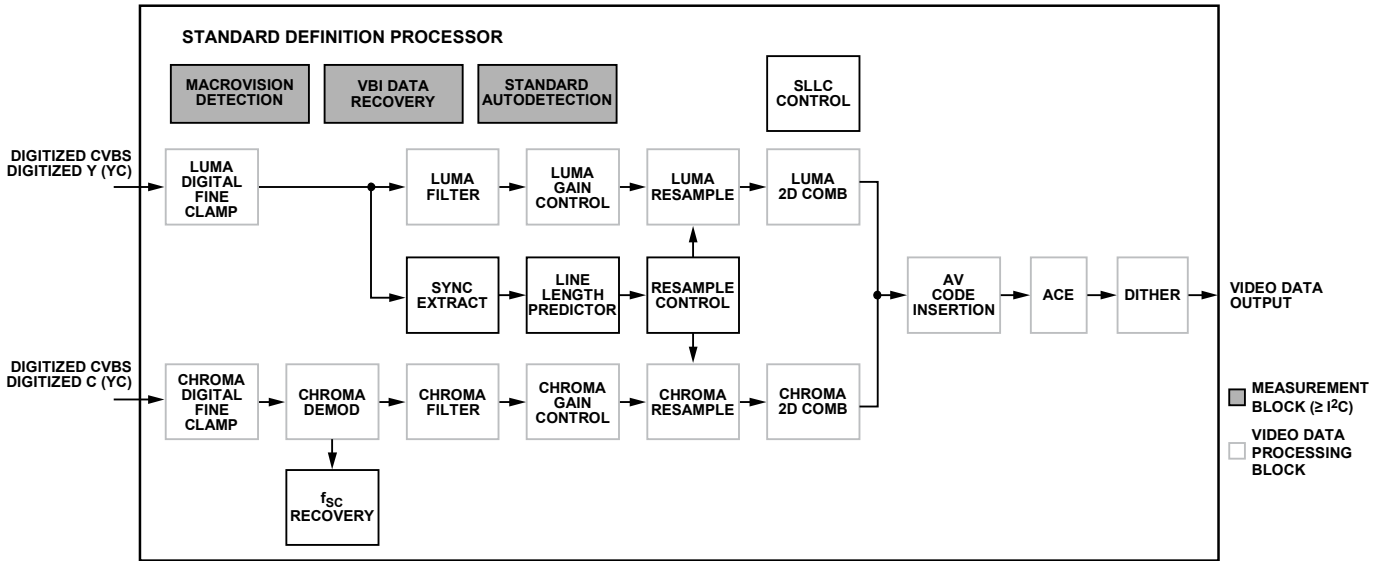 STANDARD DEFINITION PROCESSOR
MACROVISION
DETECTION
VBI DATA
RECOVERY
STANDARD
AUTODETECTION
SLLC
CONTROL
DIGITIZED CVBS
DIGITIZED Y (YC)
LUMA
DIGITAL
FINE
CLAMP
LUMA
FILTER
LUMA
GAIN
CONTROL
LUMA
RESAMPLE
LUMA
2D COMB
SYNC
EXTRACT
LINE
LENGTH
PREDICTOR
RESAMPLE
CONTROL
AV
CODE
INSERTION
ACE
DITHER
VIDEO DATA
OUTPUT
DIGITIZED CVBS
DIGITIZED C (YC)
CHROMA
DIGITAL
FINE
CLAMP
CHROMA
DEMOD
CHROMA
FILTER
CHROMA
GAIN
CONTROL
CHROMA
RESAMPLE
CHROMA
2D COMB
fSC
RECOVERY
MEASUREMENT
BLOCK (≥ I²C)
VIDEO DATA
PROCESSING
BLOCK